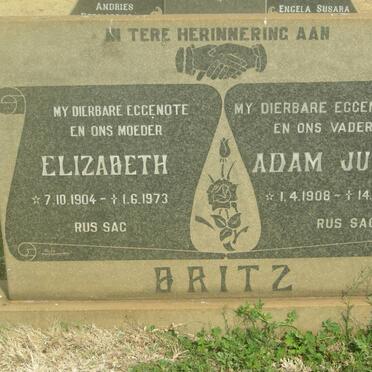 ANDRIES
ENGELA SUSARA
IN TERE HERINNERING AAN
MY DIERBARE EGGENOTE
EN ONS MOEDER
ELIZABETH
☆ 7.10.1904 - † 1.6.1973
RUS SAG
MY DIERBARE EGGEN
EN ONS VADER
ADAM JU
☆ 1.4.1908 - † 14
RUS SAG
BRITZ